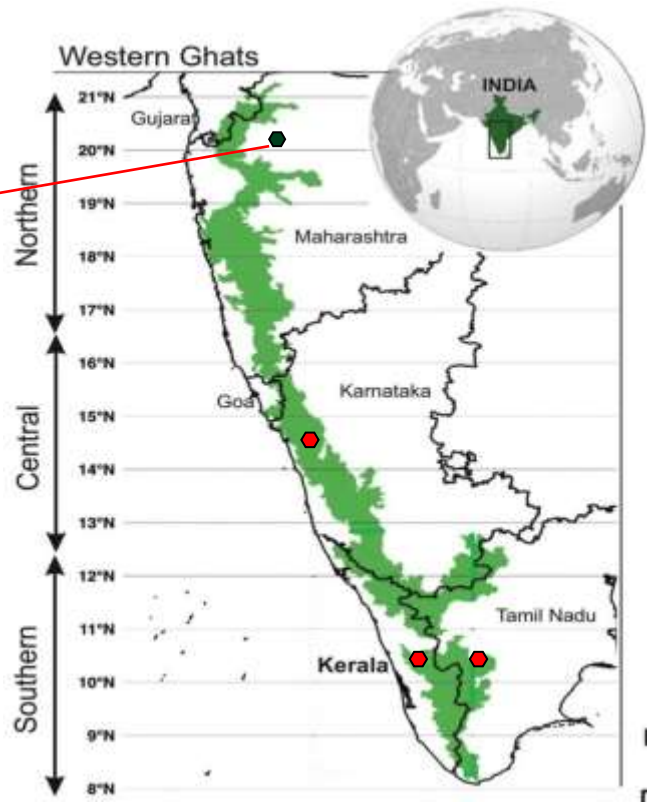 Western Ghats
INDIA
21°N
Gujarat
20°N
19°N
Maharashtra
18°N
17°N
Northern
16°N
Karnataka
Goa
15°N
14°N
13°N
Central
12°N
Tamil Nadu
11°N
Kerala
10°N
9°N
8°N
Southern